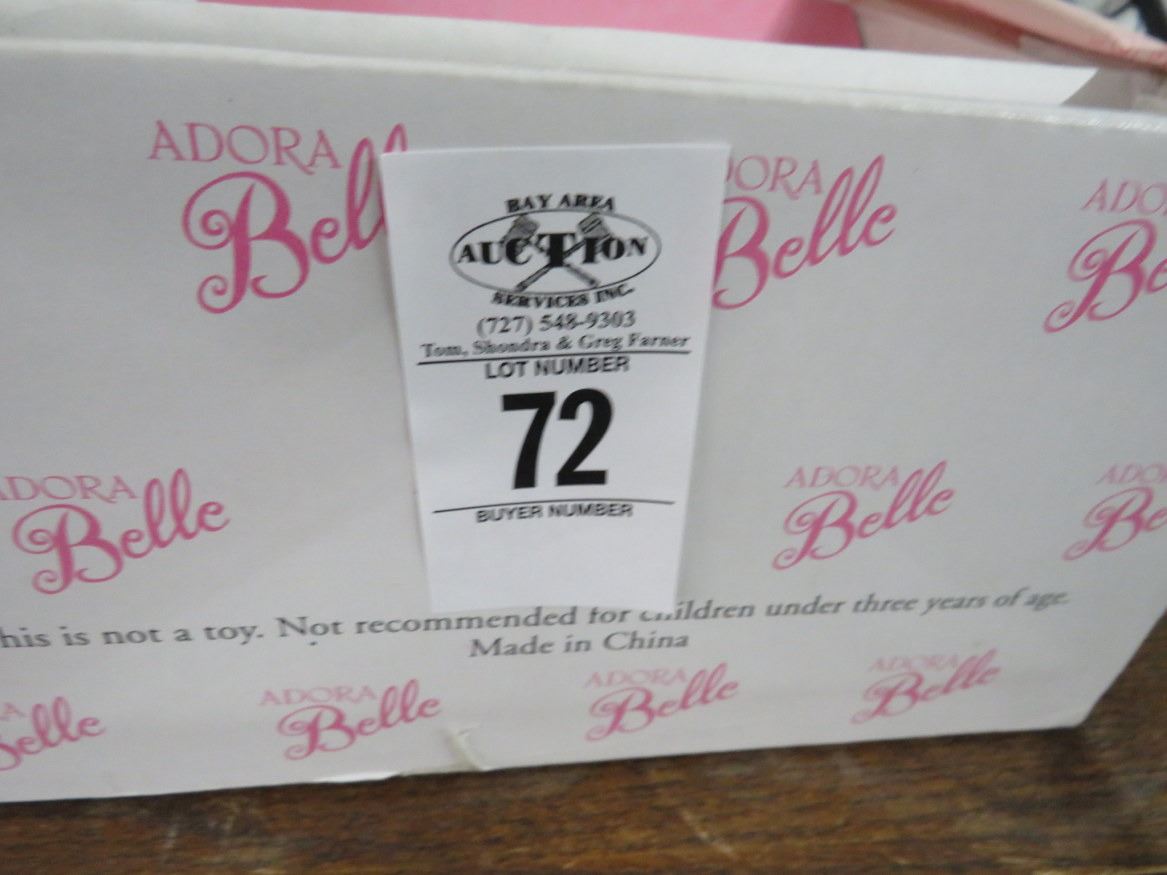 ADORA
Belle
BAY AREA
AUCTION
SERVICES INC.
(727) 548-9303
Tom, Shondra & Greg Farner
LOT NUMBER
72
BUYER NUMBER
ORA
Belle
ADO
Be
DORA
Belle
ADORA
Belle
ADO
Be
his is not a toy. Not recommended for children under three years of age.
Made in China
A
Belle
ADORA
Belle
ADORA
Belle
ADORA
Belle